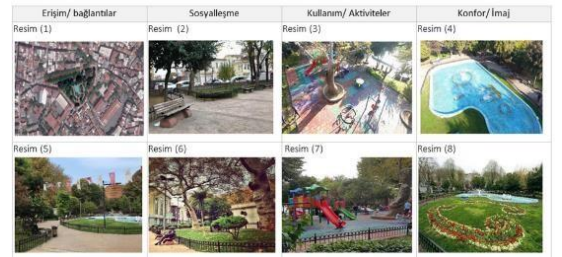 Erişim/ bağlantılar
Sosyalleşme
Kullanım/ Aktiviteler
Konfor/ İmaj
Resim (1)
Resim (2)
Resim (3)
Resim (4)
Resim (5)
Resim (6)
Resim (7)
Resim (8)